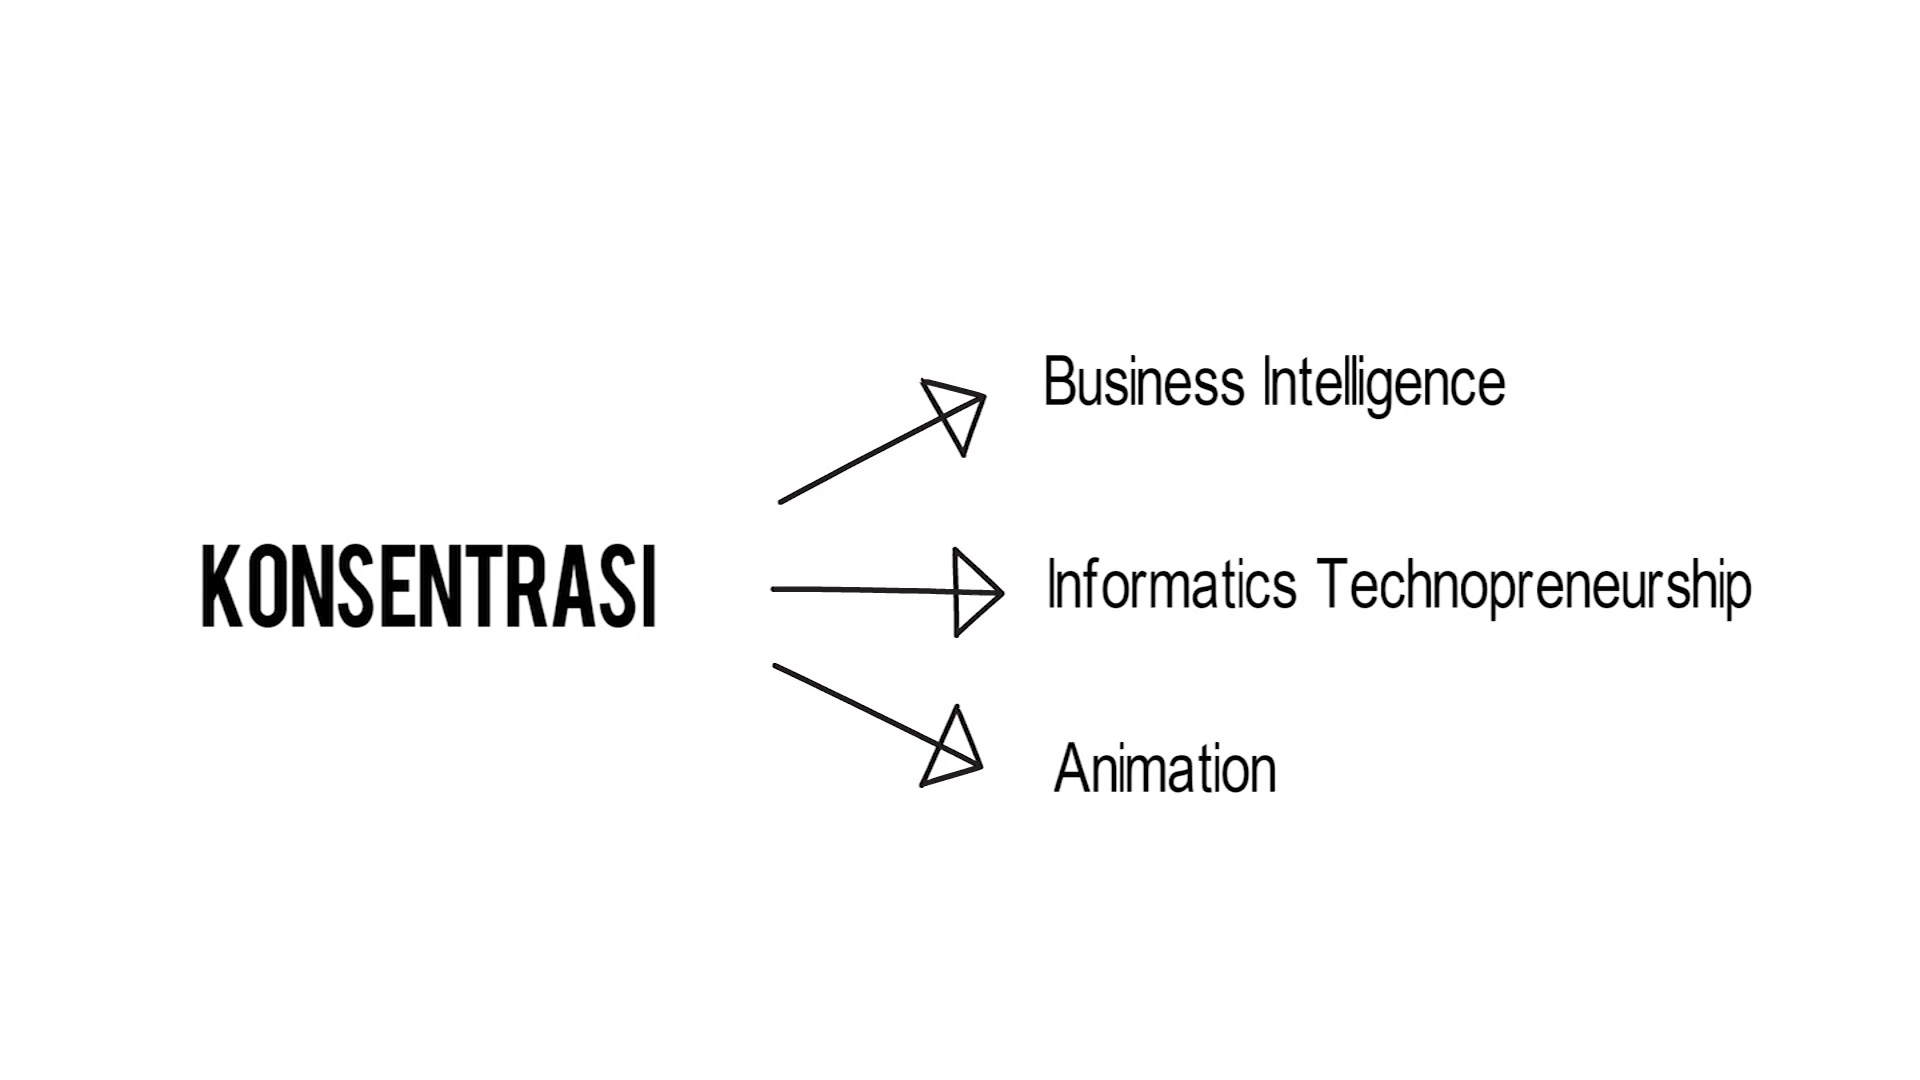 KONSENTRASI
Business Intelligence
Informatics Technopreneurship
Animation